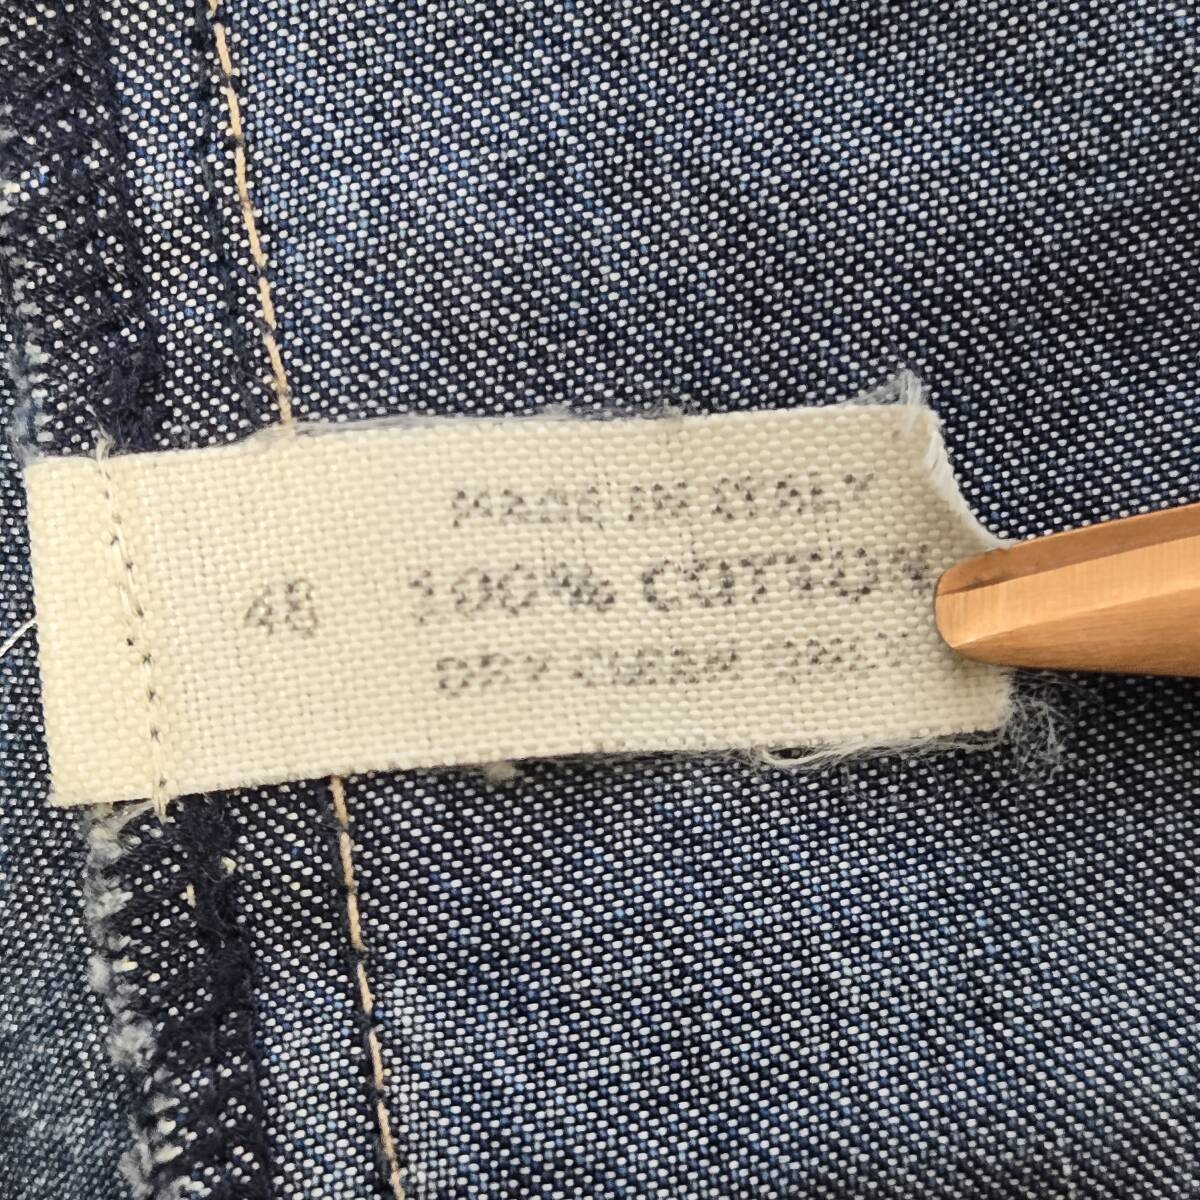 MADE IN ITALY
48
100% COTTON
DRY CLEAN ONLY